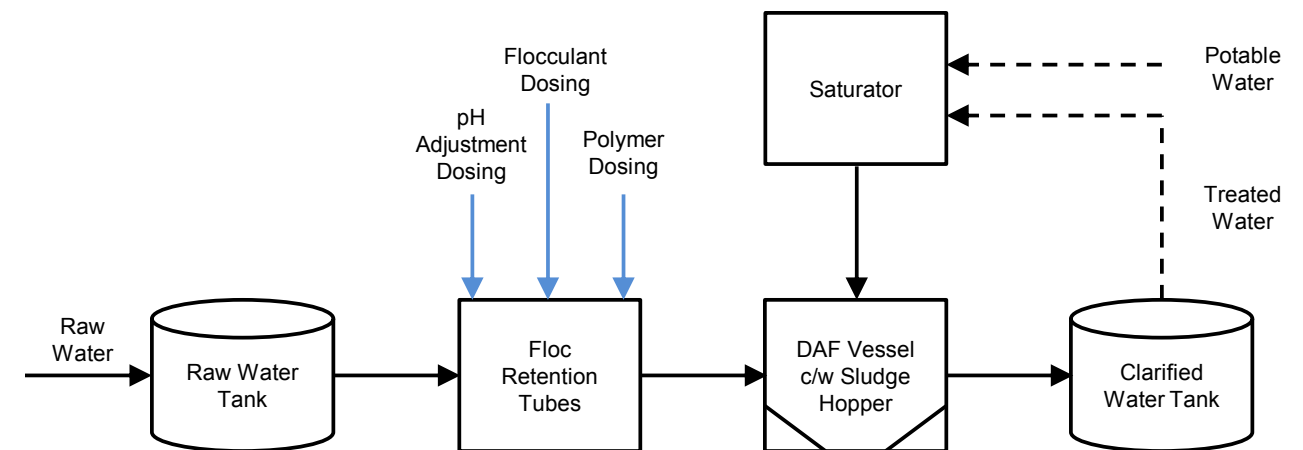 Flocculant
Dosing
pH
Adjustment
Dosing
Polymer
Dosing
Saturator
Potable
Water
Treated
Water
Raw
Water
Raw Water
Tank
Floc
Retention
Tubes
DAF Vessel
c/w Sludge
Hopper
Clarified
Water Tank